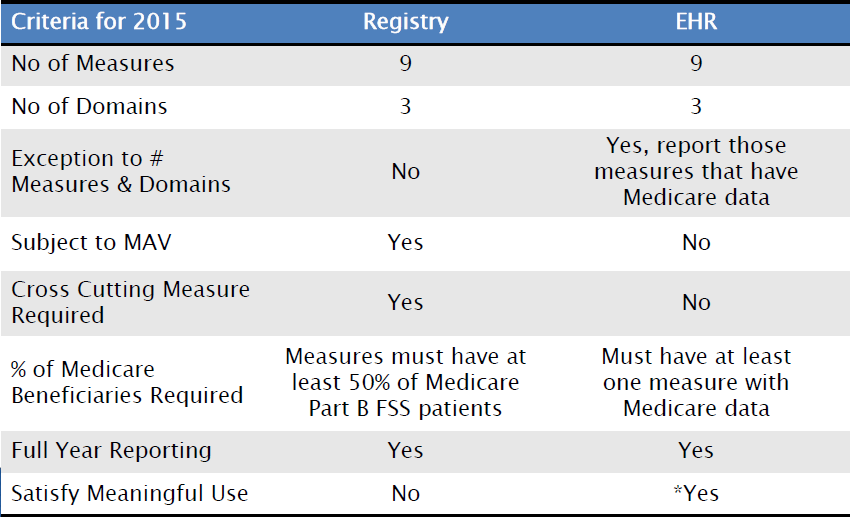 Criteria for 2015 Registry EHR
No of Measures 9 9
No of Domains 3 3
Exception to #
Measures & Domains
No
Yes, report those
measures that have
Medicare data
Subject to MAV Yes No
Cross Cutting Measure
Required
Yes No
% of Medicare
Beneficiaries Required
Measures must have at
least 50% of Medicare
Part B FSS patients
Must have at least
one measure with
Medicare data
Full Year Reporting Yes Yes
Satisfy Meaningful Use No *Yes